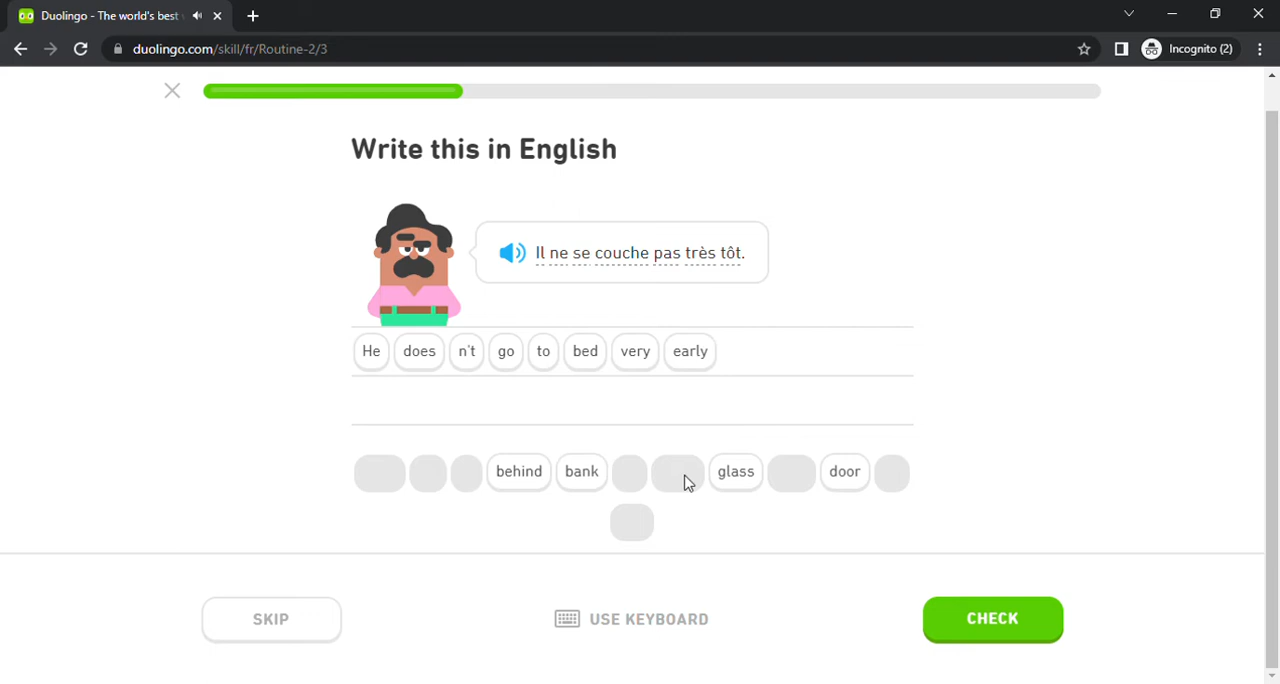 Duolingo - The world's best
duolingo.com/skill/fr/Routine-2/3
Incognito (2)
Write this in English
Il ne se couche pas très tôt.
He does n't go to bed very early
behind bank glass door
SKIP USE KEYBOARD CHECK